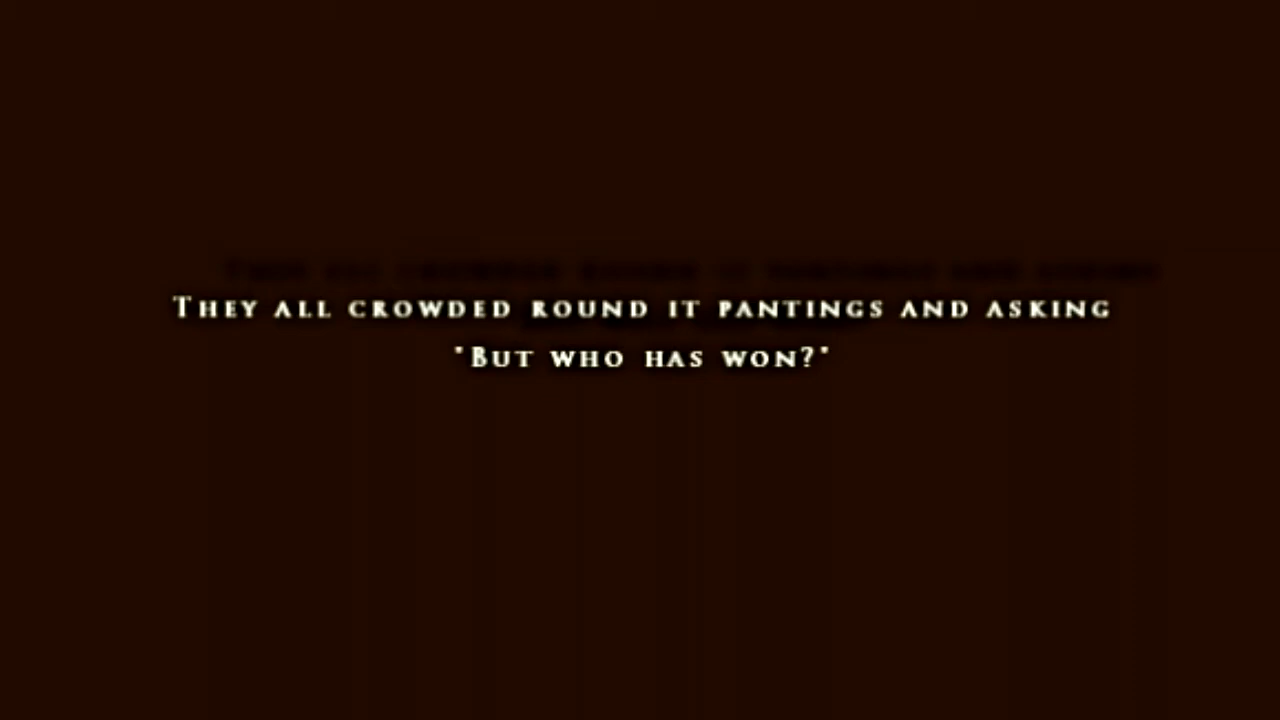 They all crowded round it pantings and asking
"But who has won?"